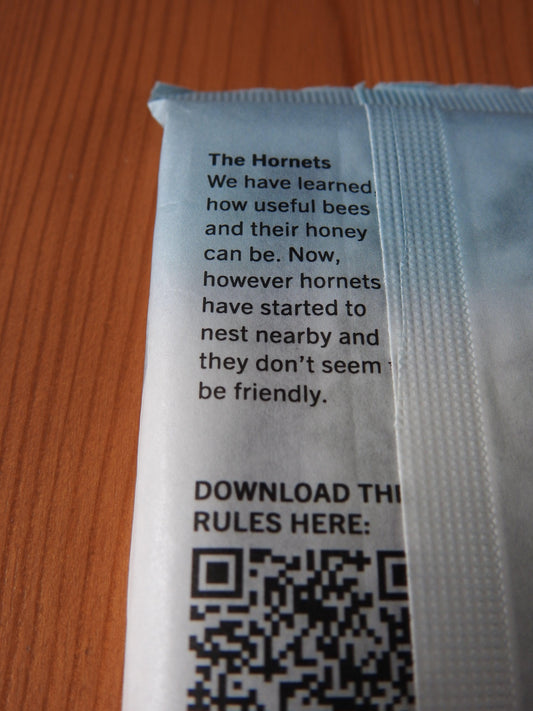 The Hornets
We have learned,
how useful bees
and their honey
can be. Now,
however hornets
have started to
nest nearby and
they don't seem
be friendly.
DOWNLOAD
RULES HERE: